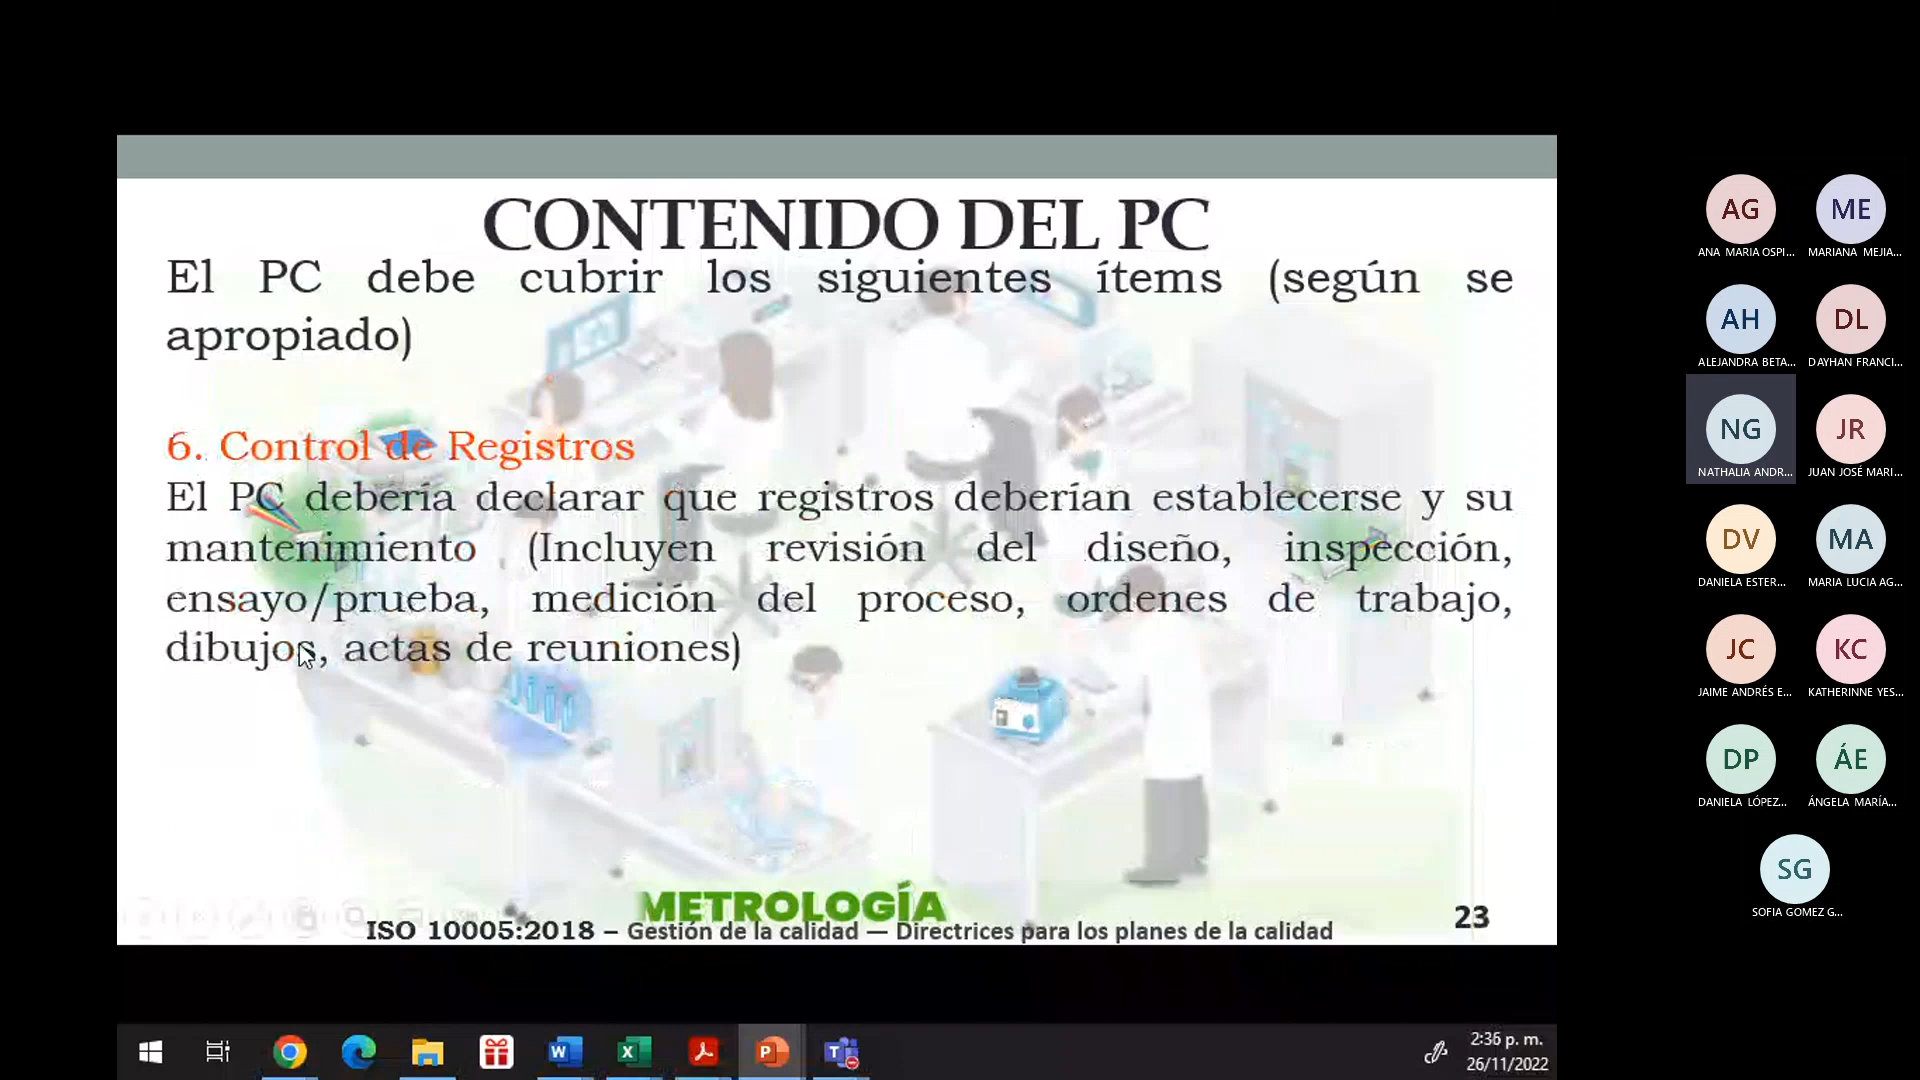 CONTENIDO DEL PC
El PC debe cubrir los siguientes ítems (según se
apropiado)
6. Control de Registros
El PC debería declarar que registros deberían establecerse y su
mantenimiento (Incluyen revisión del diseño, inspección,
ensayo/prueba, medición del proceso, ordenes de trabajo,
dibujos, actas de reuniones)
METROLOGÍA
ISO 10005:2018 – Gestión de la calidad — Directrices para los planes de la calidad
23
AG
ANA MARIA OSPI...
ME
MARIANA MEJIA...
AH
ALEJANDRA BETA...
DL
DAYHAN FRANCI...
NG
NATHALIA ANDR...
JR
JUAN JOSÉ MARI...
DV
DANIELA ESTER...
MA
MARIA LUCIA AG...
JC
JAIME ANDRÉS E...
KC
KATHERINNE YES...
DP
DANIELA LÓPEZ...
ÁE
ÁNGELA MARÍA...
SG
SOFIA GOMEZ G...
W
X
P
T
2:36 p. m.
26/11/2022